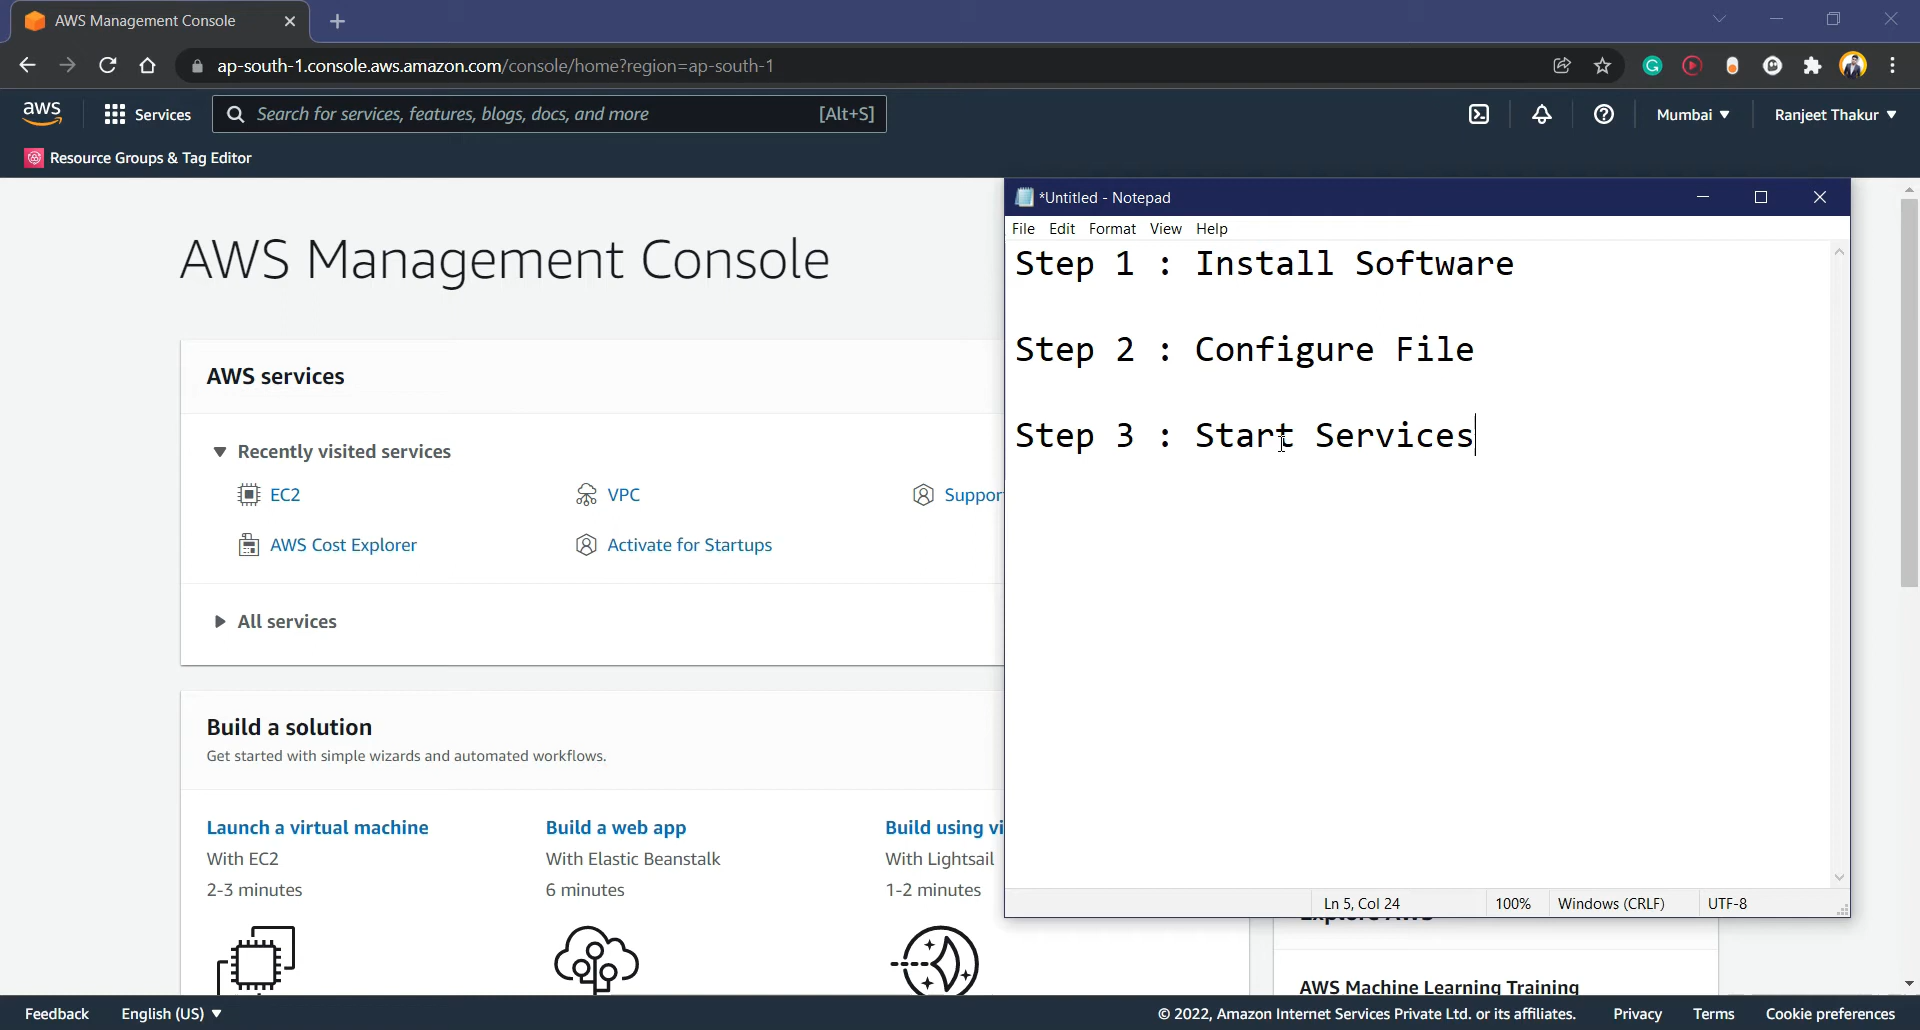 AWS Management Console
ap-south-1.console.aws.amazon.com/console/home?region=ap-south-1
aws
Services
Search for services, features, blogs, docs, and more
[Alt+S]
Mumbai
Ranjeet Thakur
Resource Groups & Tag Editor
AWS Management Console
AWS services
Recently visited services
EC2
VPC
Suppor
AWS Cost Explorer
Activate for Startups
All services
Build a solution
Get started with simple wizards and automated workflows.
Launch a virtual machine
With EC2
2-3 minutes
Build a web app
With Elastic Beanstalk
6 minutes
Build using vi
With Lightsail
1-2 minutes
*Untitled - Notepad
File Edit Format View Help
Step 1 : Install Software
Step 2 : Configure File
Step 3 : Start Services
Ln 5, Col 24
100%
Windows (CRLF)
UTF-8
Explore AWS
AWS Machine Learning Training
Feedback
English (US)
© 2022, Amazon Internet Services Private Ltd. or its affiliates.
Privacy
Terms
Cookie preferences